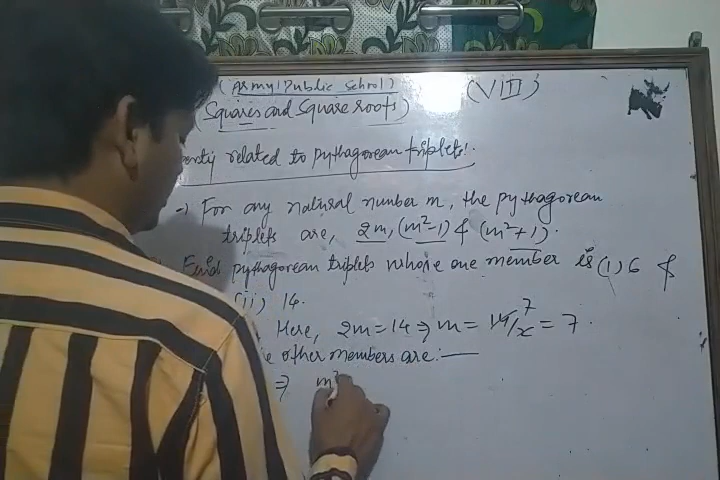 (Army Public School) (VIII)
(Squares and Square roots)
related to pythagorean triplets:
→ For any natural number m, the pythagorean
triplets are, 2m, (m²-1) & (m²+1).
Find pythagorean triplets whose one member is (i) 6 &
(ii) 14.
Here, 2m = 14 ⇒ m = 14/2 7 = 7.
other members are:—
⇒ m²